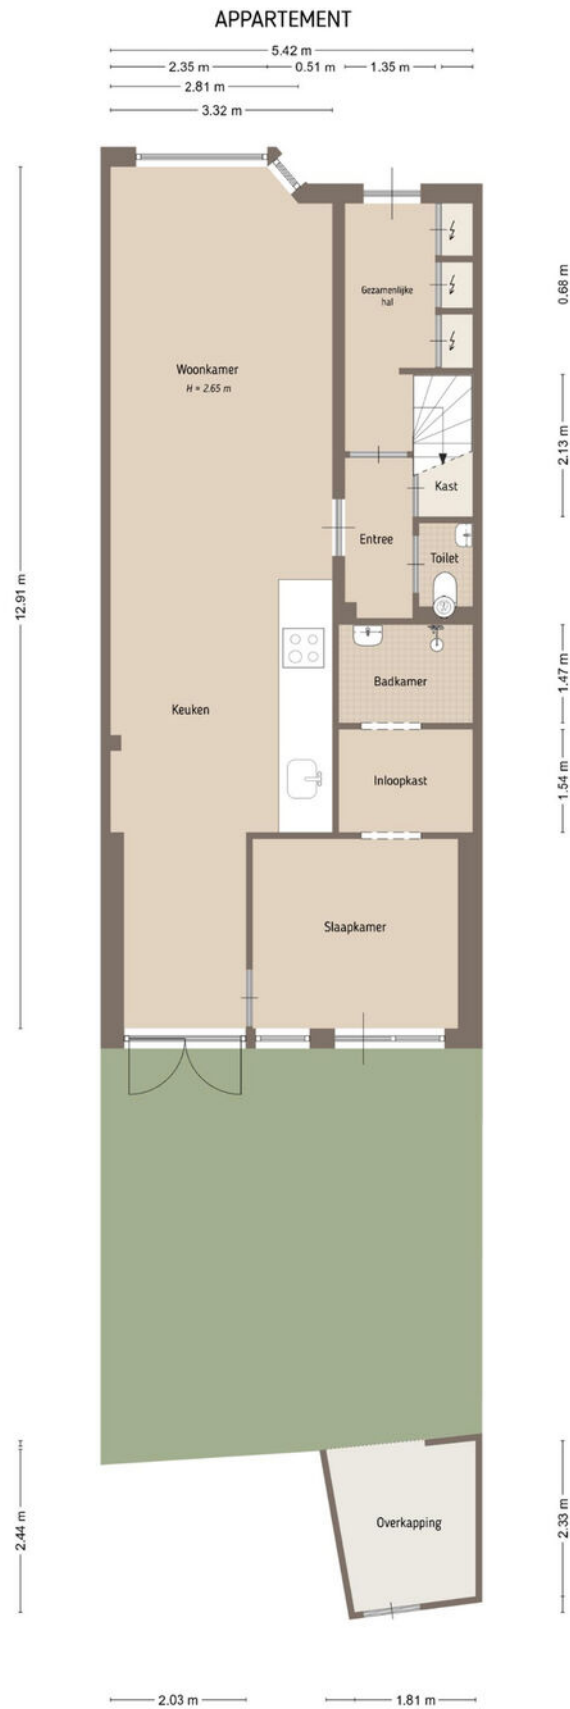 APPARTEMENT
5.42 m
2.35 m
0.51 m
1.35 m
2.81 m
3.32 m
0.68 m
Gezamenlijke
hal
Woonkamer
H = 2.65 m
2.13 m
Kast
Entree
Toilet
12.91 m
1.47 m
Badkamer
Keuken
Inloopkast
1.54 m
Slaapkamer
Overkapping
2.44 m
2.33 m
2.03 m
1.81 m